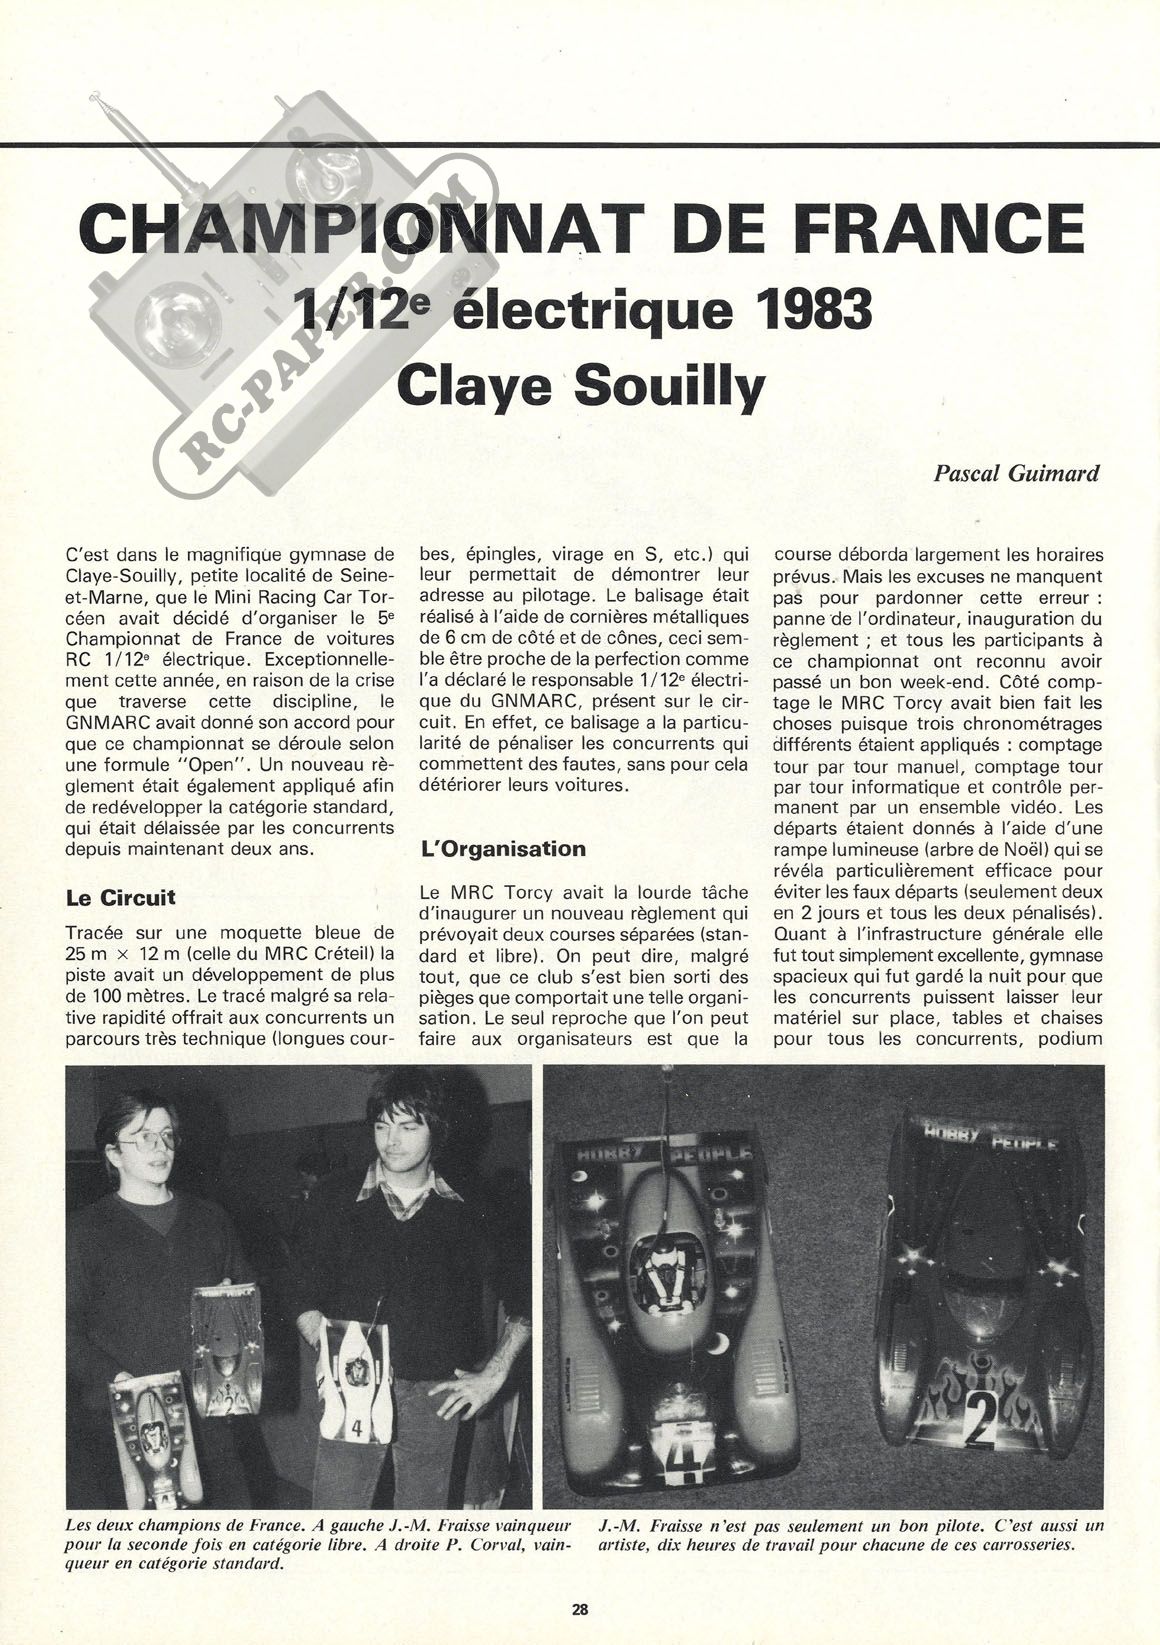 CHAMPIONNAT DE FRANCE
1/12e électrique 1983
Claye Souilly
RC-PAPER.COM
Pascal Guimard
C'est dans le magnifique gymnase de
Claye-Souilly, petite localité de Seine-
et-Marne, que le Mini Racing Car Tor-
céen avait décidé d'organiser le 5e
Championnat de France de voitures
RC 1/12e électrique. Exceptionnelle-
ment cette année, en raison de la crise
que traverse cette discipline, le
GNMARC avait donné son accord pour
que ce championnat se déroule selon
une formule "Open". Un nouveau rè-
glement était également appliqué afin
de redévelopper la catégorie standard,
qui était délaissée par les concurrents
depuis maintenant deux ans.
Le Circuit
Tracée sur une moquette bleue de
25 m × 12 m (celle du MRC Créteil) la
piste avait un développement de plus
de 100 mètres. Le tracé malgré sa rela-
tive rapidité offrait aux concurrents un
parcours très technique (longues cour-
bes, épingles, virage en S, etc.) qui
leur permettait de démontrer leur
adresse au pilotage. Le balisage était
réalisé à l'aide de cornières métalliques
de 6 cm de côté et de cônes, ceci sem-
ble être proche de la perfection comme
l'a déclaré le responsable 1/12e électri-
que du GNMARC, présent sur le cir-
cuit. En effet, ce balisage a la particu-
larité de pénaliser les concurrents qui
commettent des fautes, sans pour cela
détériorer leurs voitures.
L'Organisation
Le MRC Torcy avait la lourde tâche
d'inaugurer un nouveau règlement qui
prévoyait deux courses séparées (stan-
dard et libre). On peut dire, malgré
tout, que ce club s'est bien sorti des
pièges que comportait une telle organi-
sation. Le seul reproche que l'on peut
faire aux organisateurs est que la
course déborda largement les horaires
prévus. Mais les excuses ne manquent
pas pour pardonner cette erreur :
panne de l'ordinateur, inauguration du
règlement ; et tous les participants à
ce championnat ont reconnu avoir
passé un bon week-end. Côté comp-
tage le MRC Torcy avait bien fait les
choses puisque trois chronométrages
différents étaient appliqués : comptage
tour par tour manuel, comptage tour
par tour informatique et contrôle per-
manent par un ensemble vidéo. Les
départs étaient donnés à l'aide d'une
rampe lumineuse (arbre de Noël) qui se
révéla particulièrement efficace pour
éviter les faux départs (seulement deux
en 2 jours et tous les deux pénalisés).
Quant à l'infrastructure générale elle
fut tout simplement excellente, gymnase
spacieux qui fut gardé la nuit pour que
les concurrents puissent laisser leur
matériel sur place, tables et chaises
pour tous les concurrents, podium
HOBBY PEOPLE
2
4
HOBBY PEOPLE
4
HOBBY PEOPLE
2
Les deux champions de France. A gauche J.-M. Fraisse vainqueur
pour la seconde fois en catégorie libre. A droite P. Corval, vain-
queur en catégorie standard.
J.-M. Fraisse n'est pas seulement un bon pilote. C'est aussi un
artiste, dix heures de travail pour chacune de ces carrosseries.
28